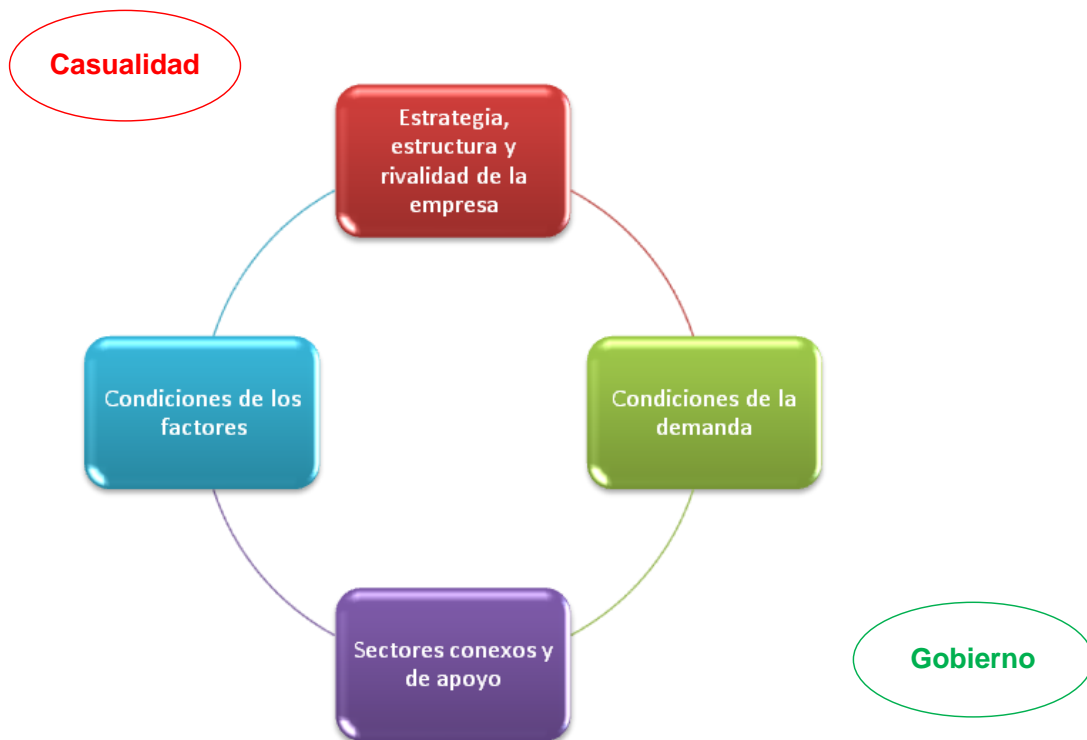 Casualidad
Estrategia,
estructura y
rivalidad de la
empresa
Condiciones de los
factores
Condiciones de la
demanda
Sectores conexos y
de apoyo
Gobierno